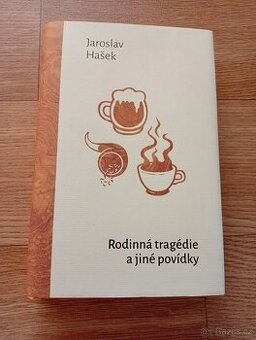 Jaroslav
Hašek
Rodinná tragédie
a jiné povídky